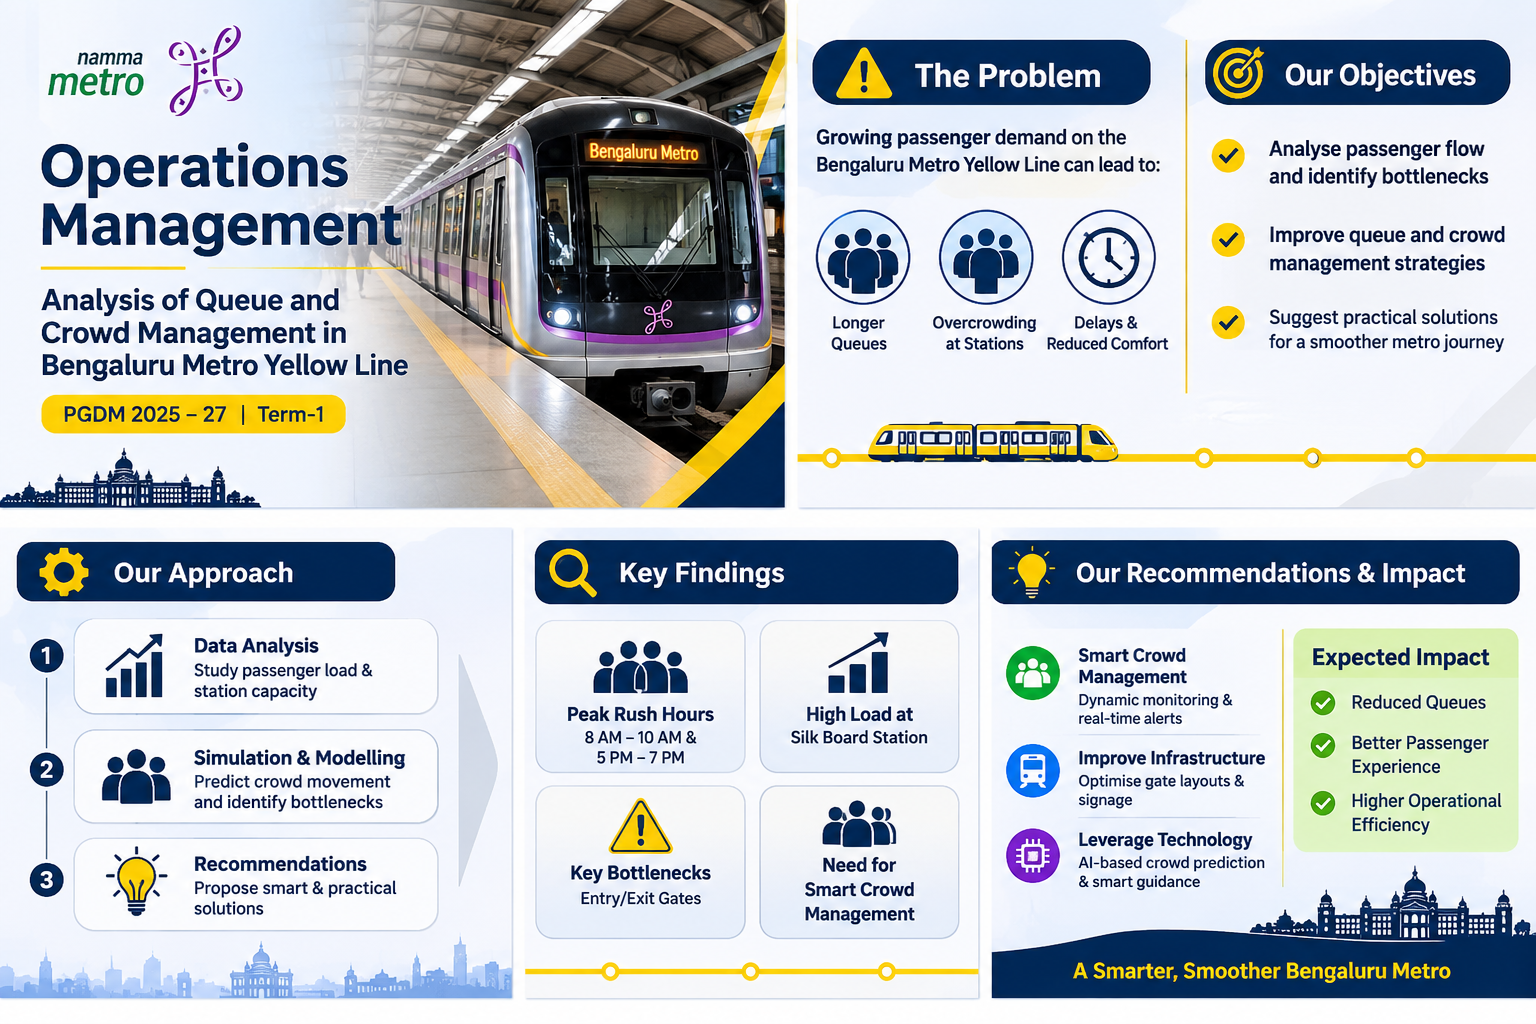 namma
metro
Operations
Management
Analysis of Queue and
Crowd Management in
Bengaluru Metro Yellow Line
PGDM 2025 – 27 | Term-1
Bengaluru Metro
The Problem
Growing passenger demand on the
Bengaluru Metro Yellow Line can lead to:
Longer
Queues
Overcrowding
at Stations
Delays &
Reduced Comfort
Our Objectives
Analyse passenger flow
and identify bottlenecks
Improve queue and crowd
management strategies
Suggest practical solutions
for a smoother metro journey
Our Approach
1
Data Analysis
Study passenger load &
station capacity
2
Simulation & Modelling
Predict crowd movement
and identify bottlenecks
3
Recommendations
Propose smart & practical
solutions
Key Findings
Peak Rush Hours
8 AM – 10 AM &
5 PM – 7 PM
High Load at
Silk Board Station
Key Bottlenecks
Entry/Exit Gates
Need for
Smart Crowd
Management
Our Recommendations & Impact
Smart Crowd
Management
Dynamic monitoring &
real-time alerts
Improve Infrastructure
Optimise gate layouts &
signage
Leverage Technology
AI-based crowd prediction
& smart guidance
Expected Impact
Reduced Queues
Better Passenger
Experience
Higher Operational
Efficiency
A Smarter, Smoother Bengaluru Metro